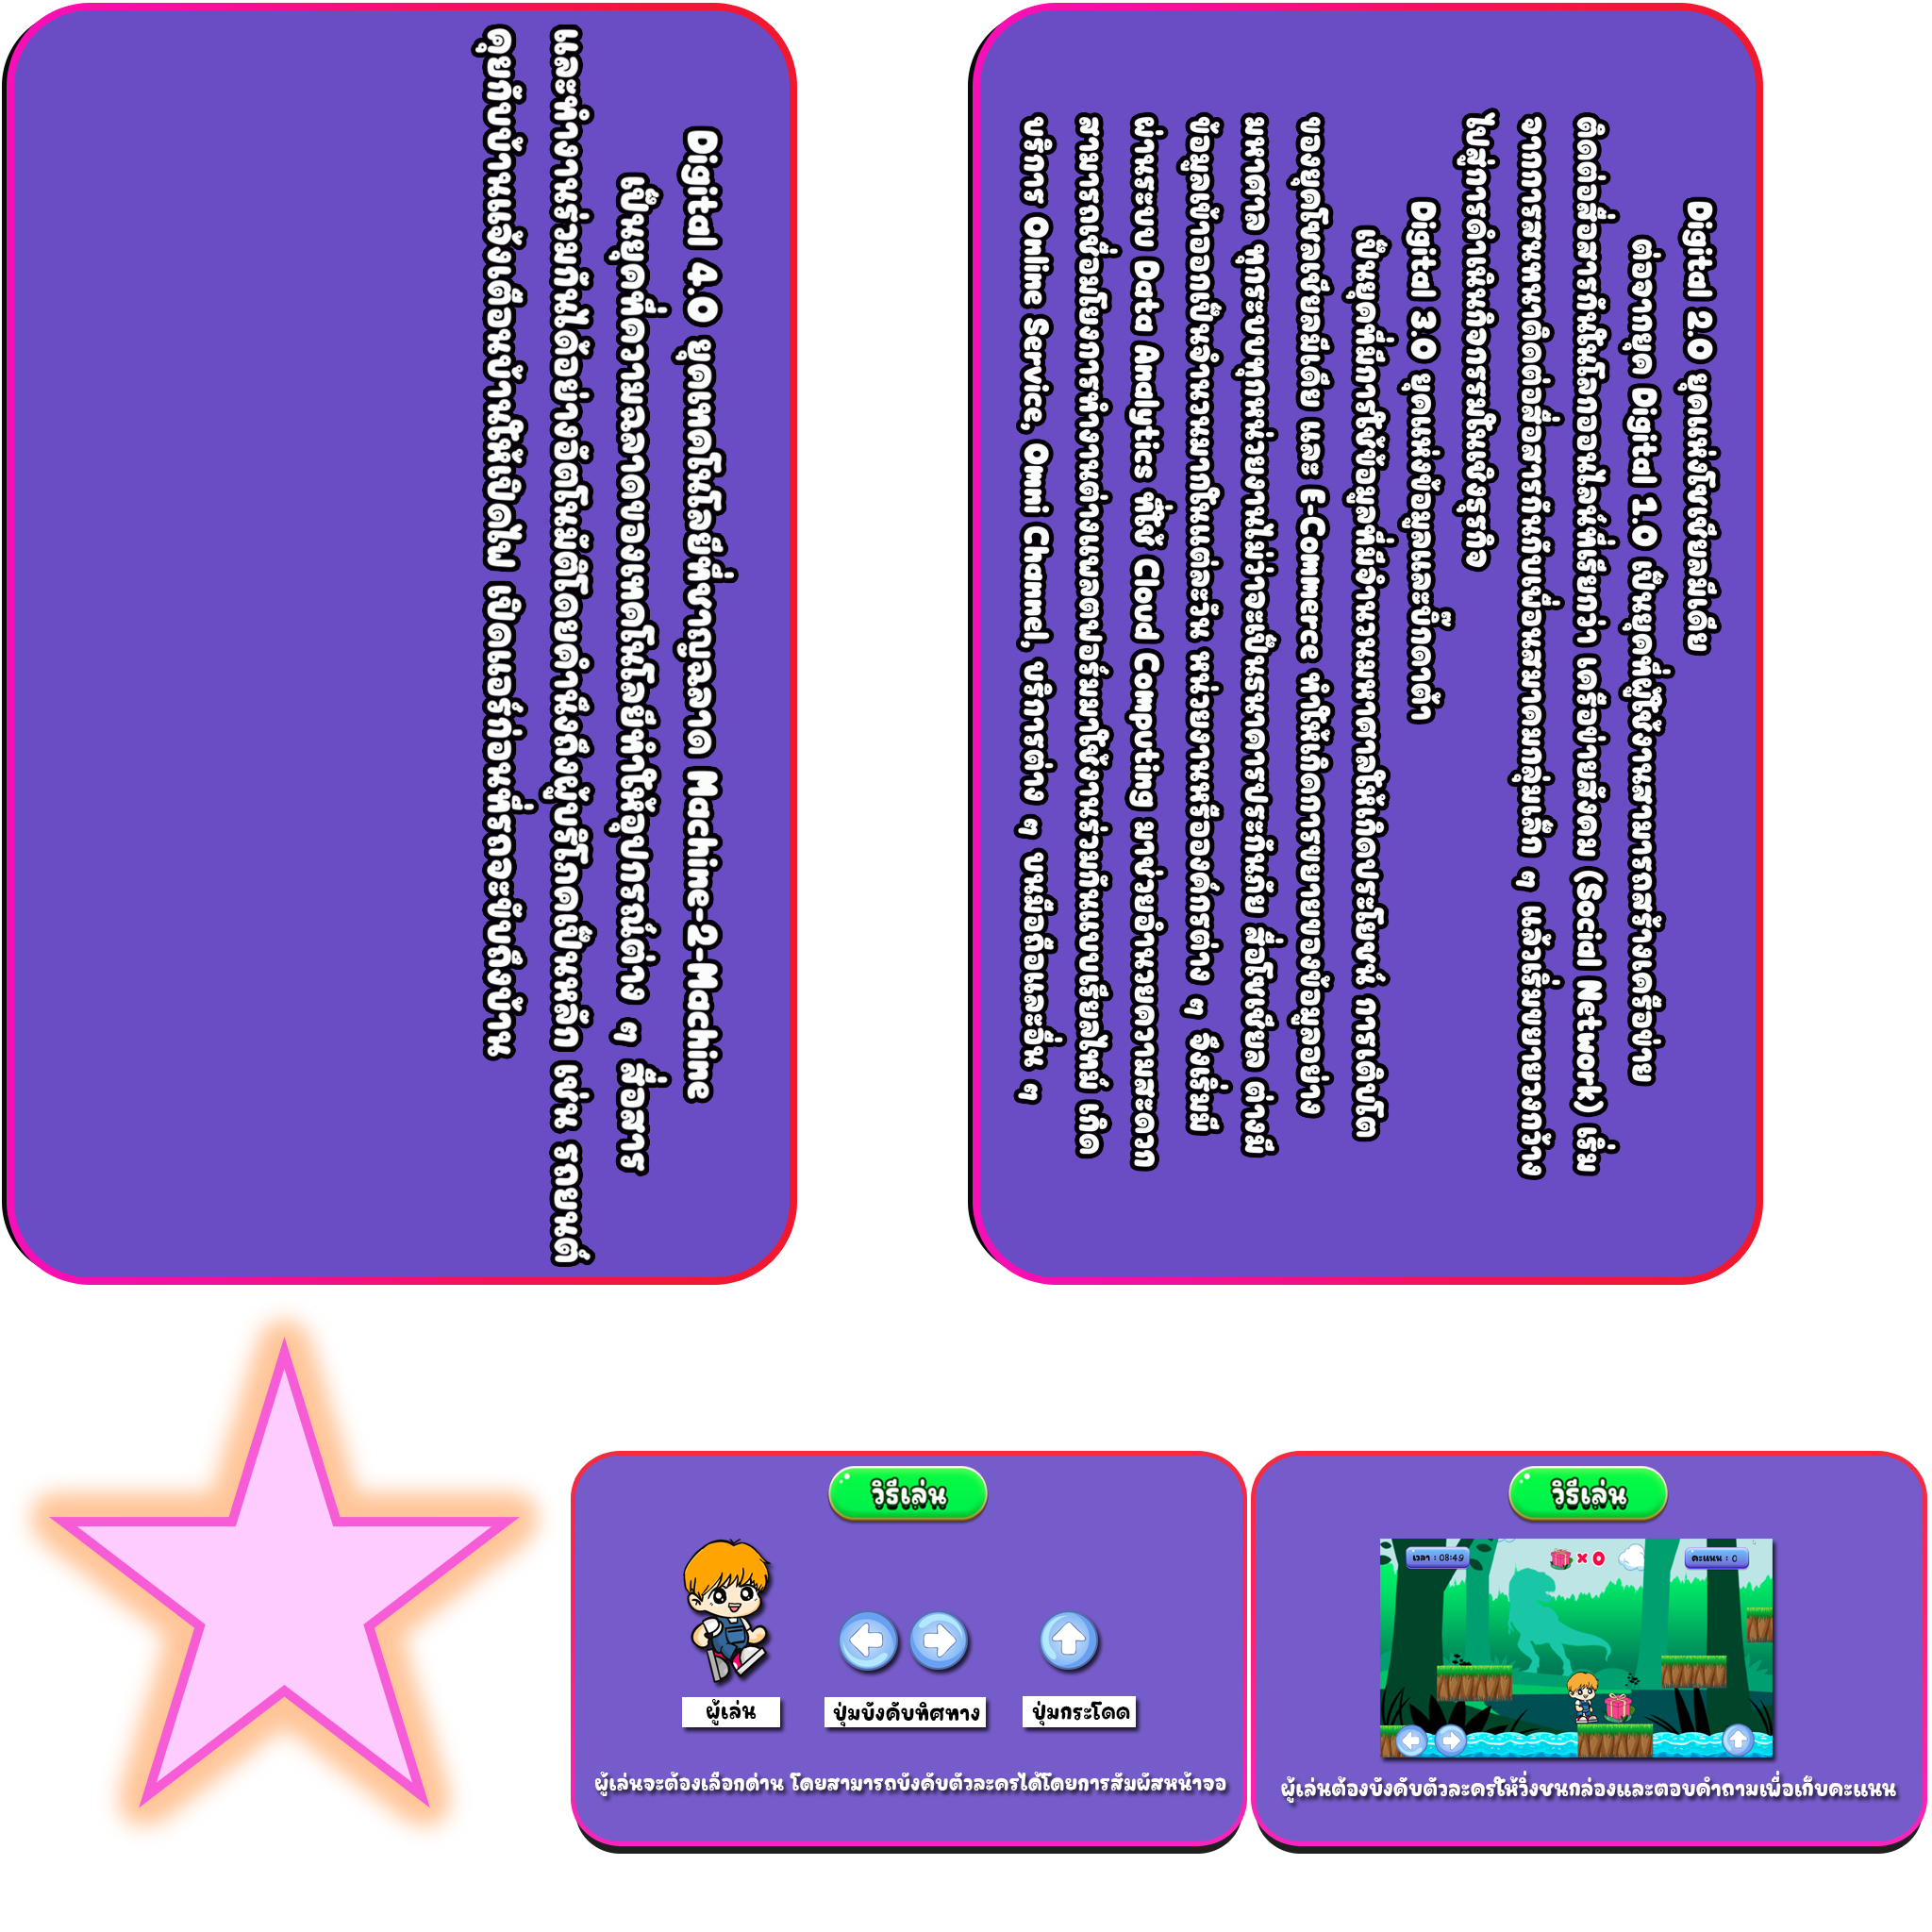 Digital 4.0 ยุคเทคโนโลยีที่ชาญฉลาด Machine-2-Machine
เป็นยุคที่ความฉลาดของเทคโนโลยีทำให้อุปกรณ์ต่าง ๆ สื่อสาร
และทำงานร่วมกันได้อย่างอัตโนมัติโดยคำนึงถึงผู้บริโภคเป็นหลัก เช่น รถยนต์
คุยกับบ้านแจ้งเตือนบ้านให้เปิดไฟ เปิดแอร์ก่อนที่รถจะขับถึงบ้าน
Digital 2.0 ยุคแห่งโซเชียลมีเดีย
ต่อจากยุค Digital 1.0 เป็นยุคที่ผู้ใช้งานสามารถสร้างเครือข่าย
ติดต่อสื่อสารกันในโลกออนไลน์ที่เรียกว่า เครือข่ายสังคม (Social Network) เริ่ม
จากการสนทนาติดต่อสื่อสารกันกับเพื่อนสมาคมกลุ่มเล็ก ๆ แล้วเริ่มขยายวงกว้าง
ไปสู่การดำเนินกิจกรรมในเชิงธุรกิจ
Digital 3.0 ยุคแห่งข้อมูลและบิ๊กดาต้า
เป็นยุคที่มีการใช้ข้อมูลที่มีจำนวนมหาศาลให้เกิดประโยชน์ การเติบโต
ของยุคโซเชียลมีเดีย และ E-Commerce ทำให้เกิดการขยายของข้อมูลอย่าง
มหาศาล ทุกระบบทุกหน่วยงานไม่ว่าจะเป็นธนาคารประกันภัย สื่อโซเชียล ต่างมี
ข้อมูลเข้าออกเป็นจำนวนมากในแต่ละวัน หน่วยงานหรือองค์กรต่าง ๆ จึงเริ่มมี
ผ่านระบบ Data Analytics ที่ใช้ Cloud Computing มาช่วยอำนวยความสะดวก
สามารถเชื่อมโยงการทำงานต่างแพลตฟอร์มมาใช้งานร่วมกันแบบเรียลไทม์ เกิด
บริการ Online Service, Omni Channel, บริการต่าง ๆ บนมือถือและอื่น ๆ
วิธีเล่น
ผู้เล่น
ปุ่มบังคับทิศทาง
ปุ่มกระโดด
ผู้เล่นจะต้องเลือกด่าน โดยสามารถบังคับตัวละครได้โดยการสัมผัสหน้าจอ
วิธีเล่น
เวลา : 08:49
× 0
คะแนน : 0
ผู้เล่นต้องบังคับตัวละครให้วิ่งชนกล่องและตอบคำถามเพื่อเก็บคะแนน